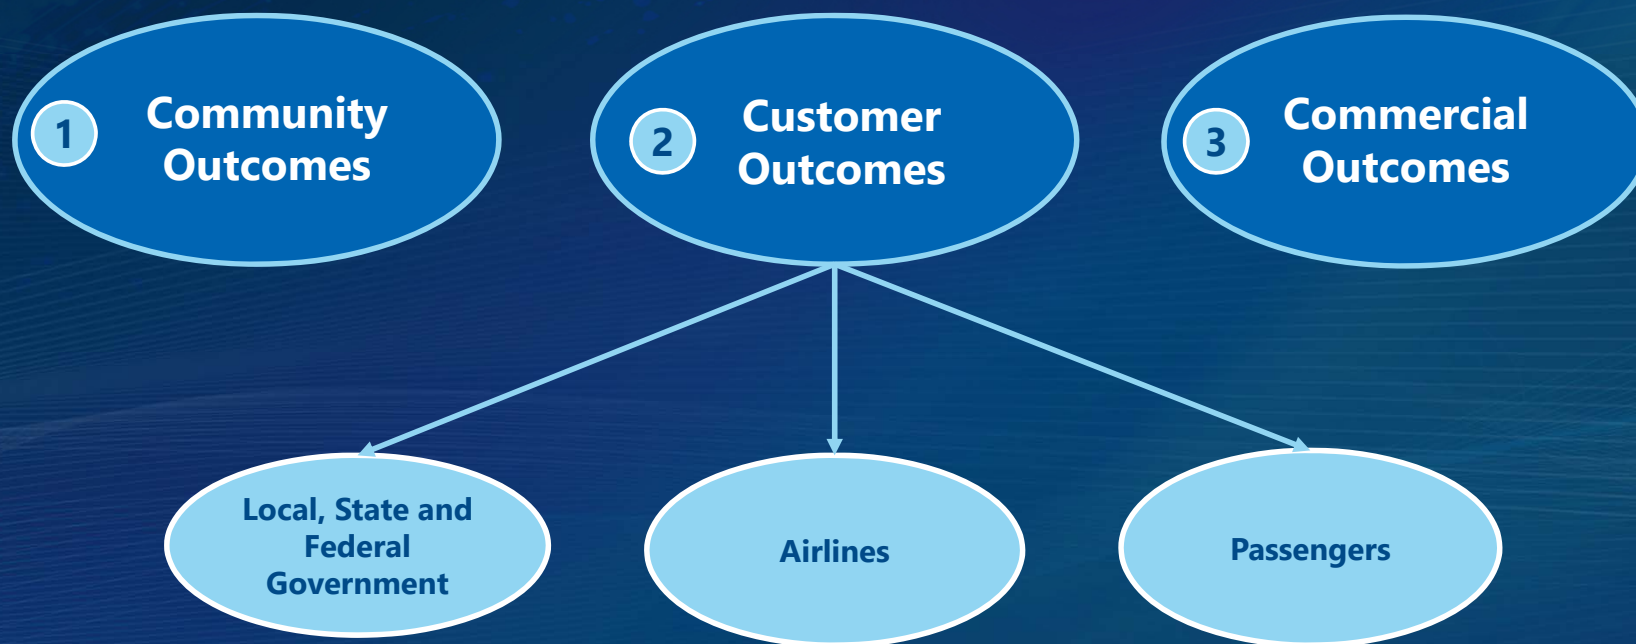 1
Community
Outcomes
2
Customer
Outcomes
3
Commercial
Outcomes
Local, State and
Federal
Government
Airlines
Passengers